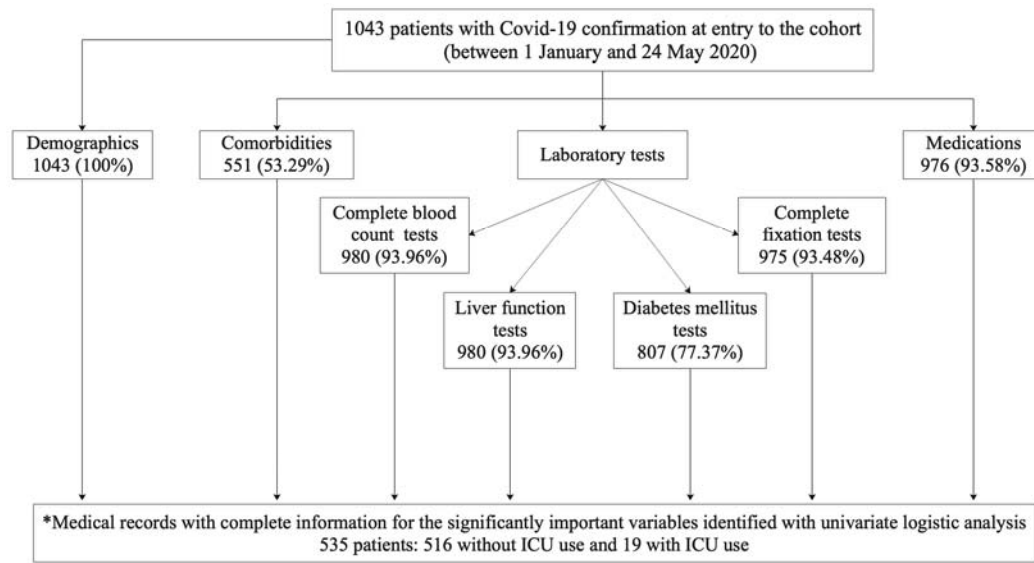 1043 patients with Covid-19 confirmation at entry to the cohort
(between 1 January and 24 May 2020)
Demographics
1043 (100%)
Comorbidities
551 (53.29%)
Laboratory tests
Medications
976 (93.58%)
Complete blood
count tests
980 (93.96%)
Complete
fixation tests
975 (93.48%)
Liver function
tests
980 (93.96%)
Diabetes mellitus
tests
807 (77.37%)
*Medical records with complete information for the significantly important variables identified with univariate logistic analysis
535 patients: 516 without ICU use and 19 with ICU use